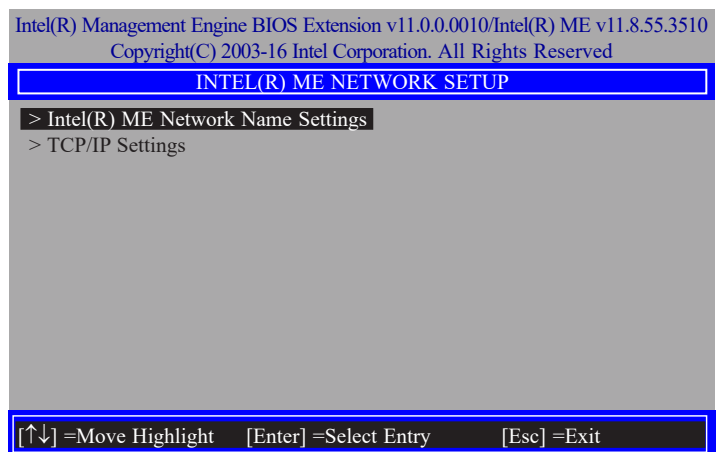 Intel(R) Management Engine BIOS Extension v11.0.0.0010/Intel(R) ME v11.8.55.3510
Copyright(C) 2003-16 Intel Corporation. All Rights Reserved
INTEL(R) ME NETWORK SETUP
> Intel(R) ME Network Name Settings
> TCP/IP Settings
[↑↓] =Move Highlight [Enter] =Select Entry [Esc] =Exit